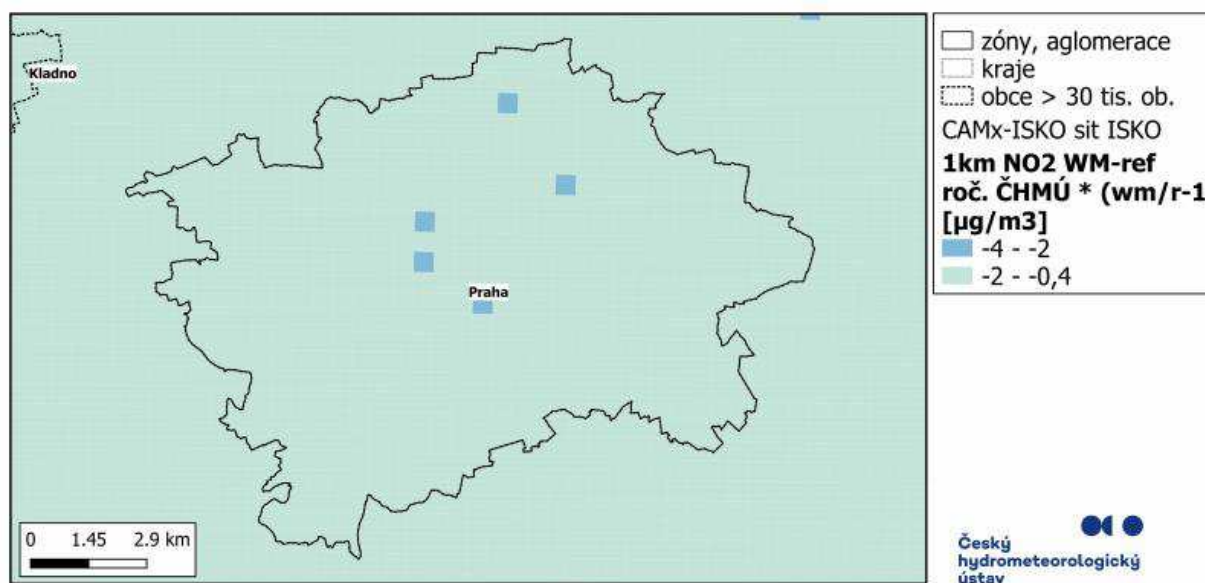 Kladno
Praha
0 1.45 2.9 km
zóny, aglomerace
kraje
obce > 30 tis. ob.
CAMx-ISKO sit ISKO
1km NO2 WM-ref
roč. ČHMÚ * (wm/r-1
[µg/m3]
-4 - -2
-2 - -0,4
Český
hydrometeorologický
ústav